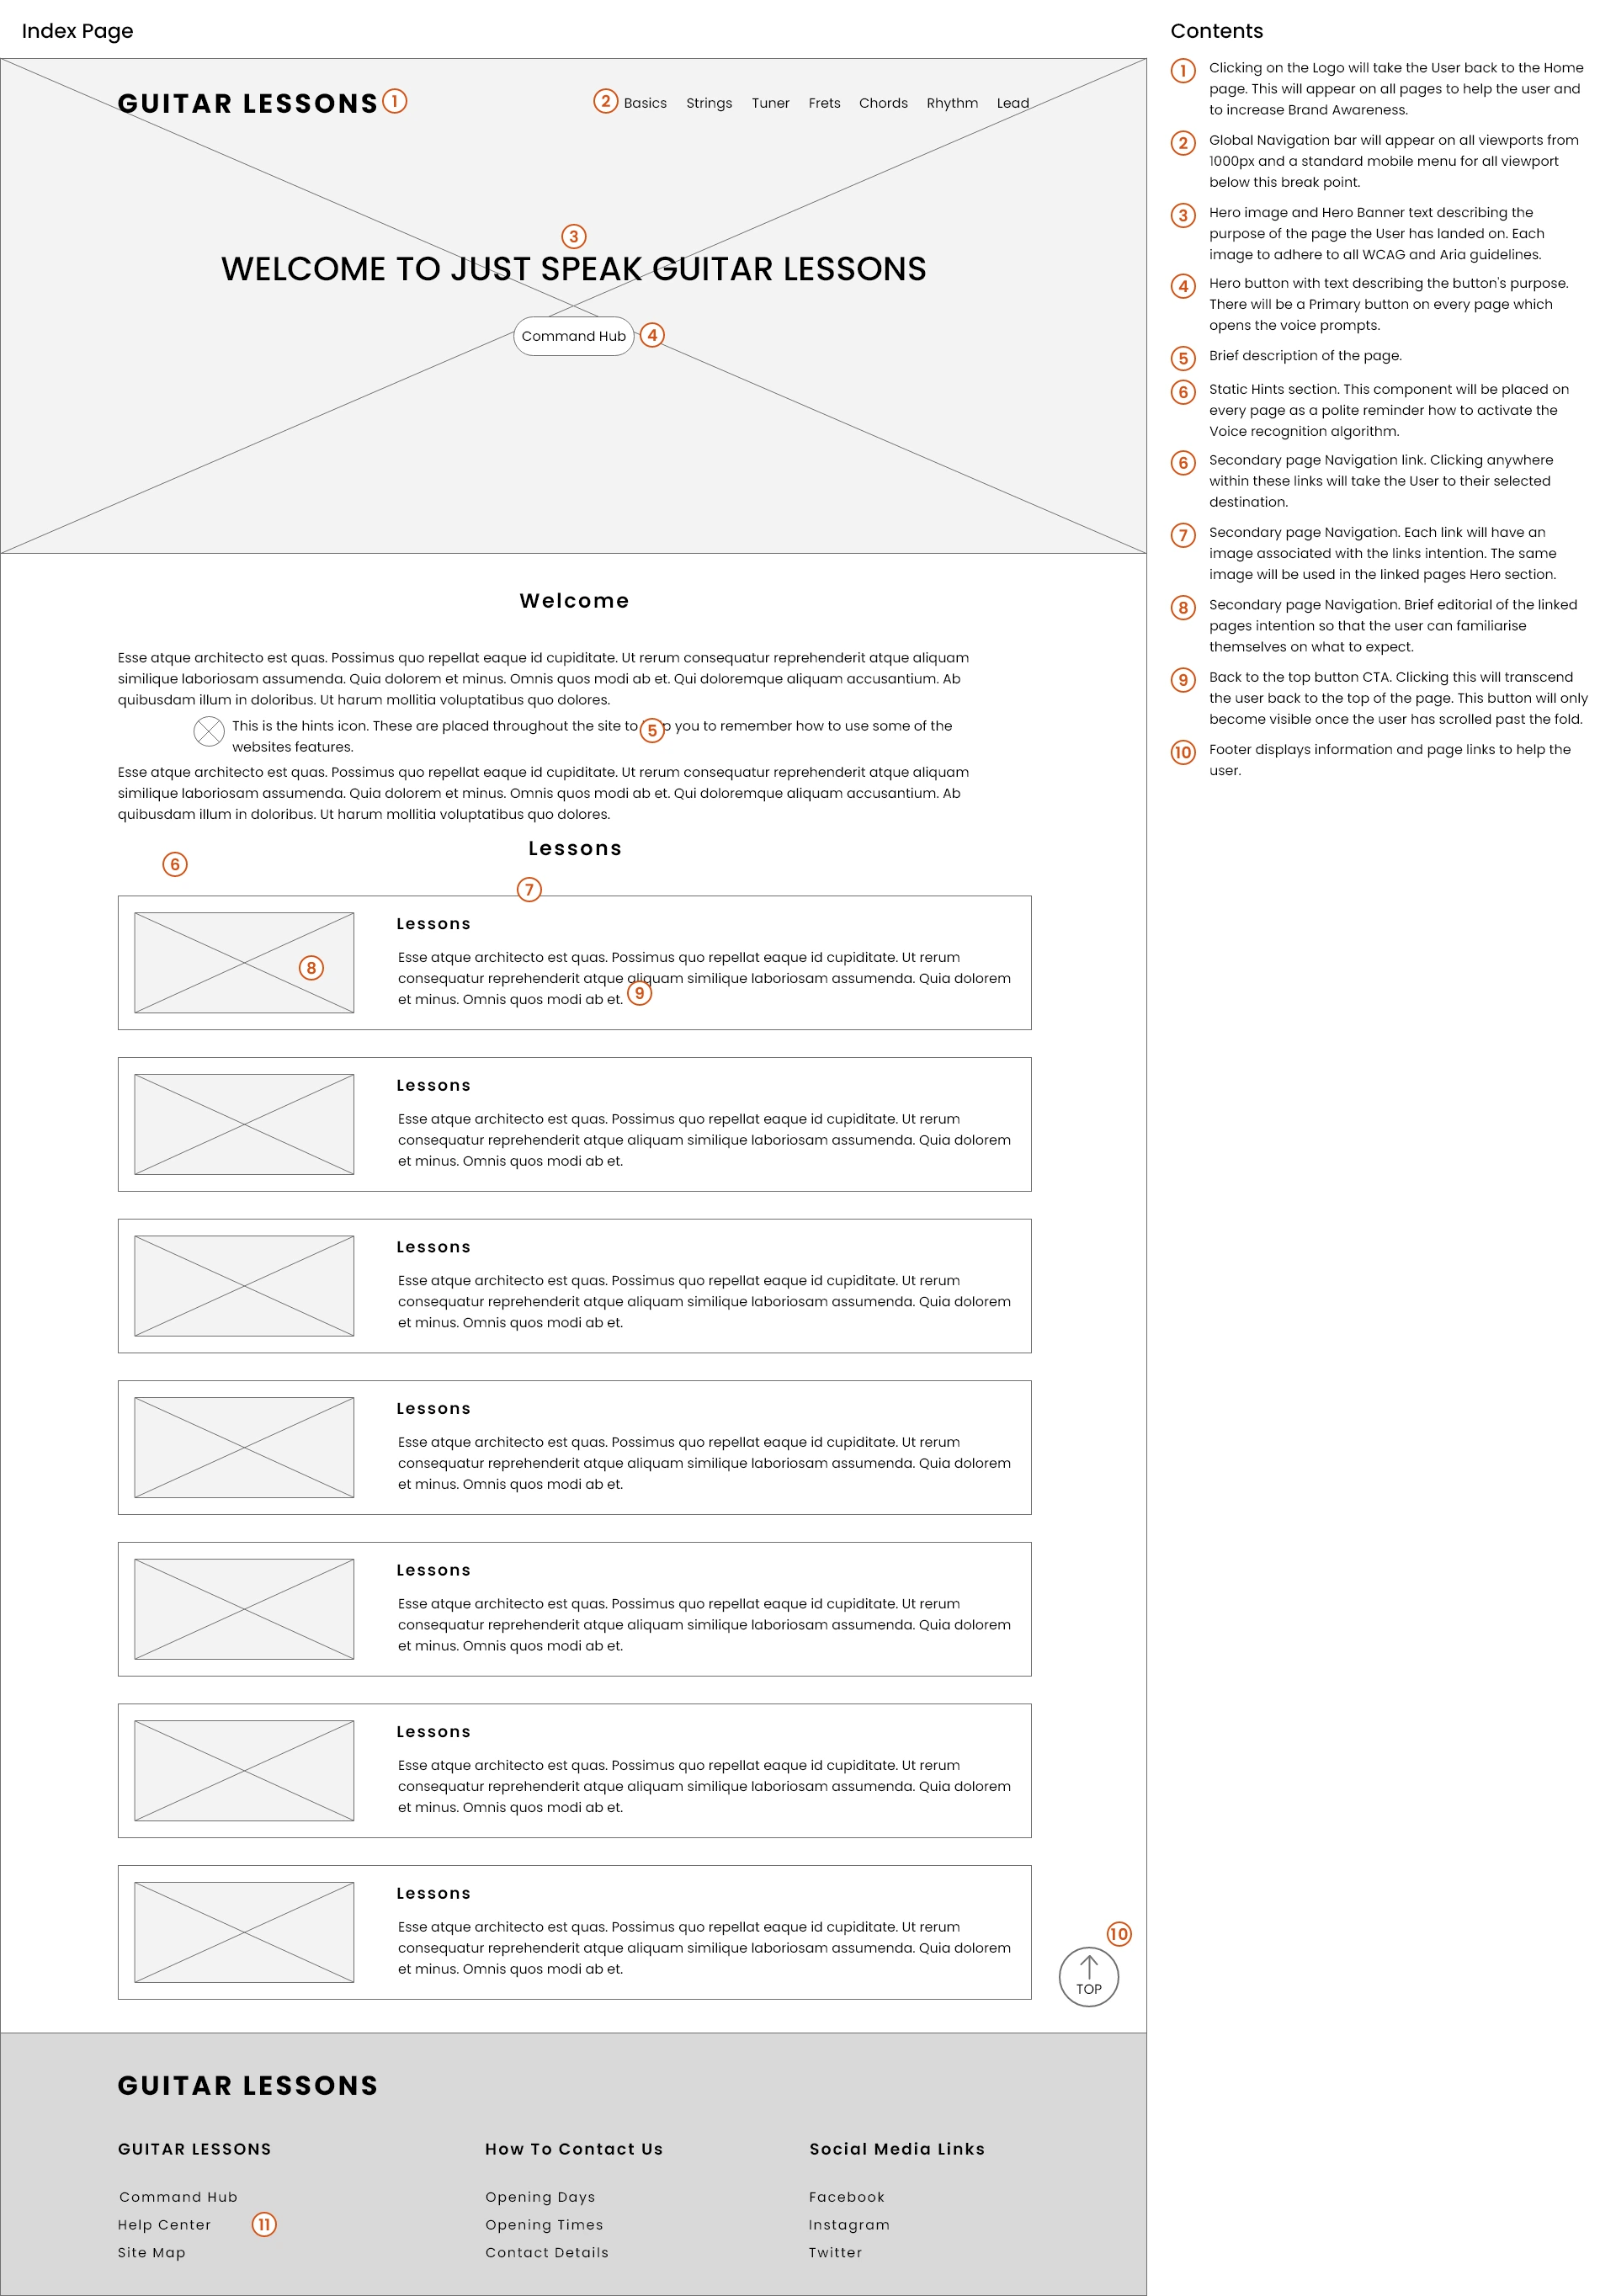 Index Page
GUITAR LESSONS 1
2 Basics Strings Tuner Frets Chords Rhythm Lead
3
WELCOME TO JUST SPEAK GUITAR LESSONS
Command Hub 4
Welcome
Esse atque architecto est quas. Possimus quo repellat eaque id cupiditate. Ut rerum consequatur reprehenderit atque aliquam
similique laboriosam assumenda. Quia dolorem et minus. Omnis quos modi ab et. Qui doloremque aliquam accusantium. Ab
quibusdam illum in doloribus. Ut harum mollitia voluptatibus quo dolores.
This is the hints icon. These are placed throughout the site to 5 you to remember how to use some of the
websites features.
Esse atque architecto est quas. Possimus quo repellat eaque id cupiditate. Ut rerum consequatur reprehenderit atque aliquam
similique laboriosam assumenda. Quia dolorem et minus. Omnis quos modi ab et. Qui doloremque aliquam accusantium. Ab
quibusdam illum in doloribus. Ut harum mollitia voluptatibus quo dolores.
Lessons
6
7
Lessons
8
Esse atque architecto est quas. Possimus quo repellat eaque id cupiditate. Ut rerum
consequatur reprehenderit atque aliquam similique laboriosam assumenda. Quia dolorem
et minus. Omnis quos modi ab et. 9
Lessons
Esse atque architecto est quas. Possimus quo repellat eaque id cupiditate. Ut rerum
consequatur reprehenderit atque aliquam similique laboriosam assumenda. Quia dolorem
et minus. Omnis quos modi ab et.
Lessons
Esse atque architecto est quas. Possimus quo repellat eaque id cupiditate. Ut rerum
consequatur reprehenderit atque aliquam similique laboriosam assumenda. Quia dolorem
et minus. Omnis quos modi ab et.
Lessons
Esse atque architecto est quas. Possimus quo repellat eaque id cupiditate. Ut rerum
consequatur reprehenderit atque aliquam similique laboriosam assumenda. Quia dolorem
et minus. Omnis quos modi ab et.
Lessons
Esse atque architecto est quas. Possimus quo repellat eaque id cupiditate. Ut rerum
consequatur reprehenderit atque aliquam similique laboriosam assumenda. Quia dolorem
et minus. Omnis quos modi ab et.
Lessons
Esse atque architecto est quas. Possimus quo repellat eaque id cupiditate. Ut rerum
consequatur reprehenderit atque aliquam similique laboriosam assumenda. Quia dolorem
et minus. Omnis quos modi ab et.
Lessons
Esse atque architecto est quas. Possimus quo repellat eaque id cupiditate. Ut rerum
consequatur reprehenderit atque aliquam similique laboriosam assumenda. Quia dolorem
et minus. Omnis quos modi ab et.
10
TOP
GUITAR LESSONS
GUITAR LESSONS
Command Hub
Help Center 11
Site Map
How To Contact Us
Opening Days
Opening Times
Contact Details
Social Media Links
Facebook
Instagram
Twitter
Contents
1 Clicking on the Logo will take the User back to the Home
page. This will appear on all pages to help the user and
to increase Brand Awareness.
2 Global Navigation bar will appear on all viewports from
1000px and a standard mobile menu for all viewport
below this break point.
3 Hero image and Hero Banner text describing the
purpose of the page the User has landed on. Each
image to adhere to all WCAG and Aria guidelines.
4 Hero button with text describing the button's purpose.
There will be a Primary button on every page which
opens the voice prompts.
5 Brief description of the page.
6 Static Hints section. This component will be placed on
every page as a polite reminder how to activate the
Voice recognition algorithm.
6 Secondary page Navigation link. Clicking anywhere
within these links will take the User to their selected
destination.
7 Secondary page Navigation. Each link will have an
image associated with the links intention. The same
image will be used in the linked pages Hero section.
8 Secondary page Navigation. Brief editorial of the linked
pages intention so that the user can familiarise
themselves on what to expect.
9 Back to the top button CTA. Clicking this will transcend
the user back to the top of the page. This button will only
become visible once the user has scrolled past the fold.
10 Footer displays information and page links to help the
user.